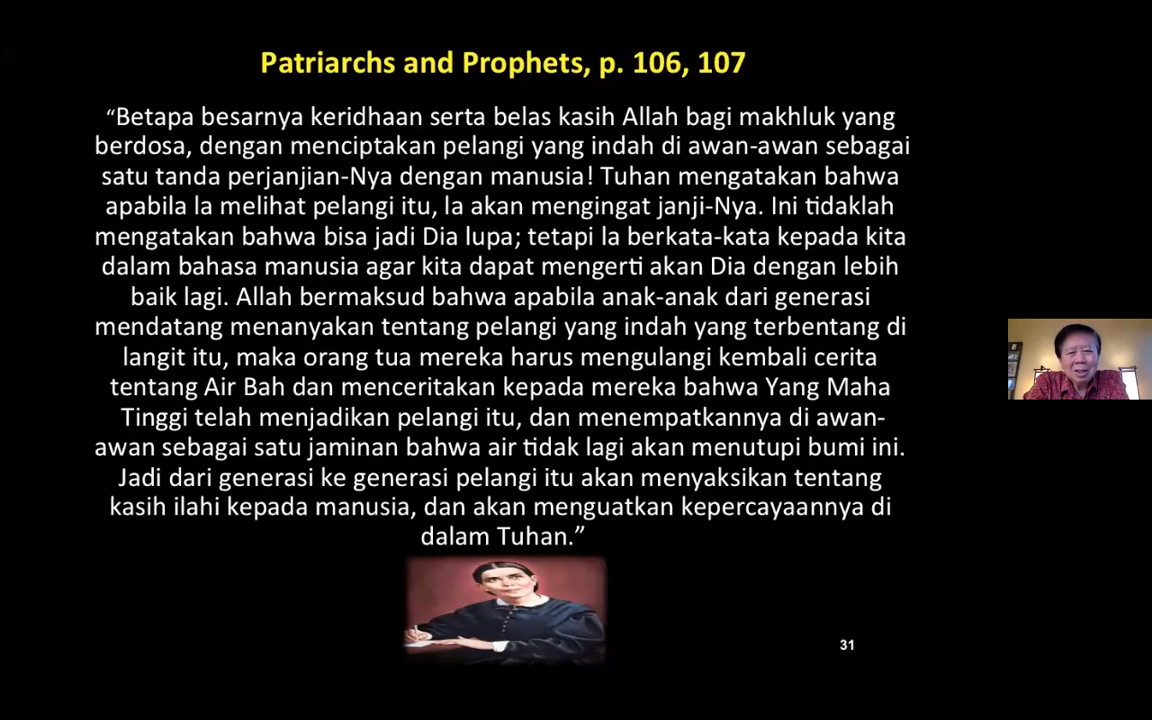 Patriarchs and Prophets, p. 106, 107
“Betapa besarnya keridhaan serta belas kasih Allah bagi makhluk yang
berdosa, dengan menciptakan pelangi yang indah di awan-awan sebagai
satu tanda perjanjian-Nya dengan manusia! Tuhan mengatakan bahwa
apabila Ia melihat pelangi itu, Ia akan mengingat janji-Nya. Ini tidaklah
mengatakan bahwa bisa jadi Dia lupa; tetapi Ia berkata-kata kepada kita
dalam bahasa manusia agar kita dapat mengerti akan Dia dengan lebih
baik lagi. Allah bermaksud bahwa apabila anak-anak dari generasi
mendatang menanyakan tentang pelangi yang indah yang terbentang di
langit itu, maka orang tua mereka harus mengulangi kembali cerita
tentang Air Bah dan menceritakan kepada mereka bahwa Yang Maha
Tinggi telah menjadikan pelangi itu, dan menempatkannya di awan-
awan sebagai satu jaminan bahwa air tidak lagi akan menutupi bumi ini.
Jadi dari generasi ke generasi pelangi itu akan menyaksikan tentang
kasih ilahi kepada manusia, dan akan menguatkan kepercayaannya di
dalam Tuhan.”
31